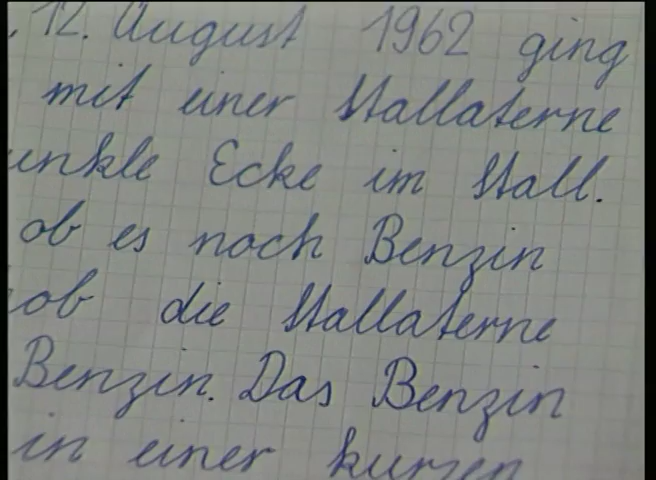 . 12. August 1962 ging
mit einer Stallaterne
unkle Ecke im Stall.
ob es noch Benzin
ob die Stallaterne
Benzin. Das Benzin
in einer kurzen